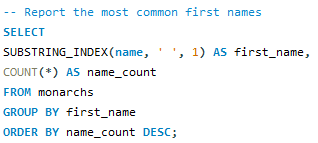 -- Report the most common first names
SELECT
SUBSTRING_INDEX(name, ' ', 1) AS first_name,
COUNT(*) AS name_count
FROM monarchs
GROUP BY first_name
ORDER BY name_count DESC;